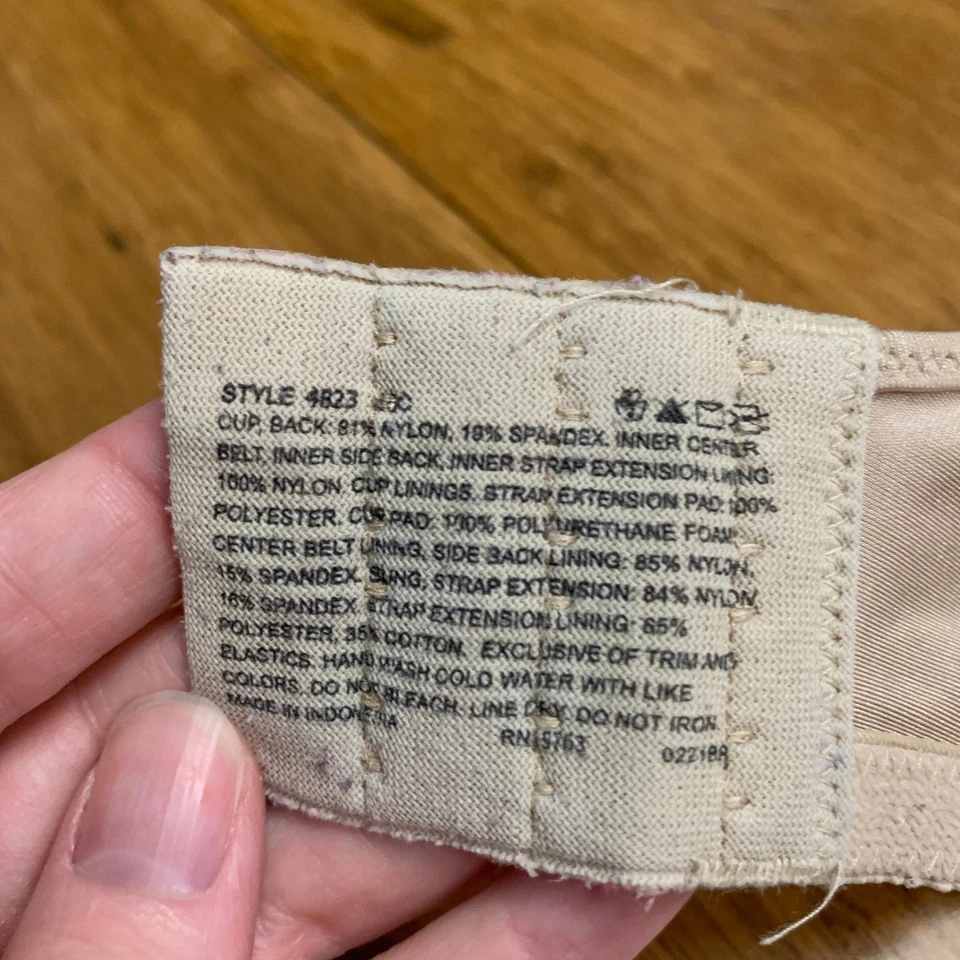 STYLE 4823
CUP, BACK: 81% NYLON, 19% SPANDEX. INNER CENTER
BELT, INNER SIDE BACK, INNER STRAP EXTENSION LINING:
100% NYLON. CUP LININGS, STRAP EXTENSION PAD: 100%
POLYESTER. CUP PAD: 100% POLYURETHANE FOAM.
CENTER BELT LINING, SIDE BACK LINING: 85% NYLON,
15% SPANDEX. SLING, STRAP EXTENSION: 84% NYLON
16% SPANDEX. STRAP EXTENSION LINING: 65%
POLYESTER, 35% COTTON. EXCLUSIVE OF TRIM AND
ELASTICS. HAND WASH COLD WATER WITH LIKE
COLORS. DO NOT BLEACH. LINE DRY. DO NOT IRON.
MADE IN INDONESIA
RN15763 0221BR